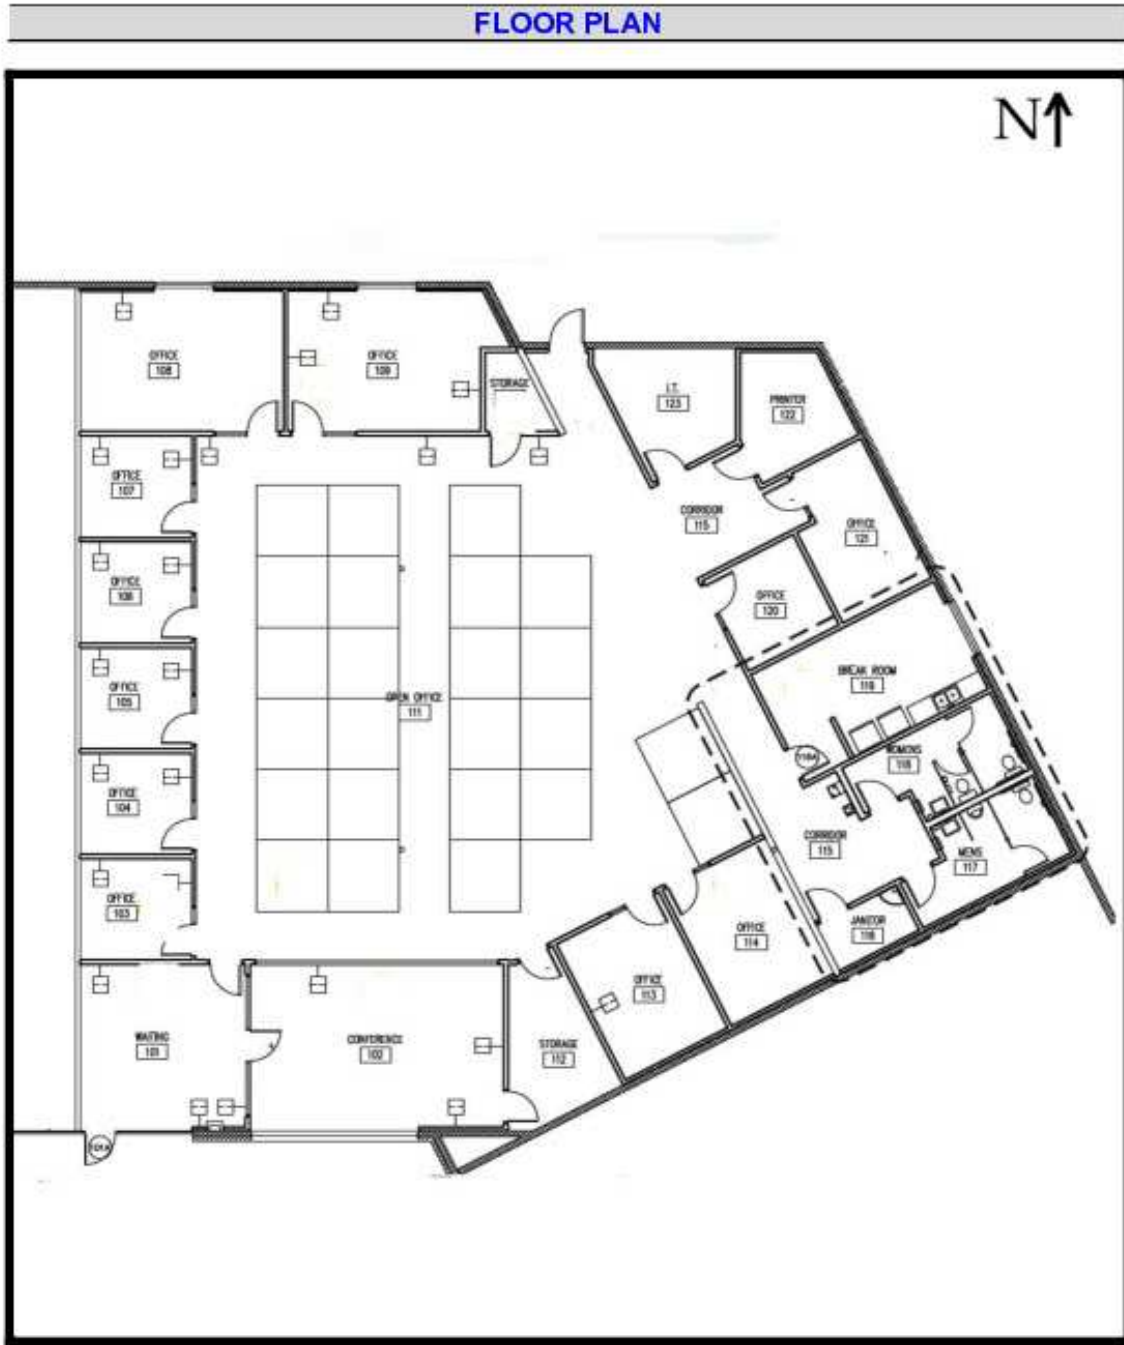 FLOOR PLAN
N
OFFICE
108
OFFICE
109
STORAGE
I.T.
123
PRINTER
122
OFFICE
107
CORRIDOR
115
OFFICE
121
OFFICE
106
OFFICE
120
OFFICE
105
OPEN OFFICE
111
BREAK ROOM
119
WOMENS
118
OFFICE
104
CORRIDOR
115
MENS
117
OFFICE
103
OFFICE
114
JANITOR
116
OFFICE
113
WAITING
101
CONFERENCE
102
STORAGE
112
101A